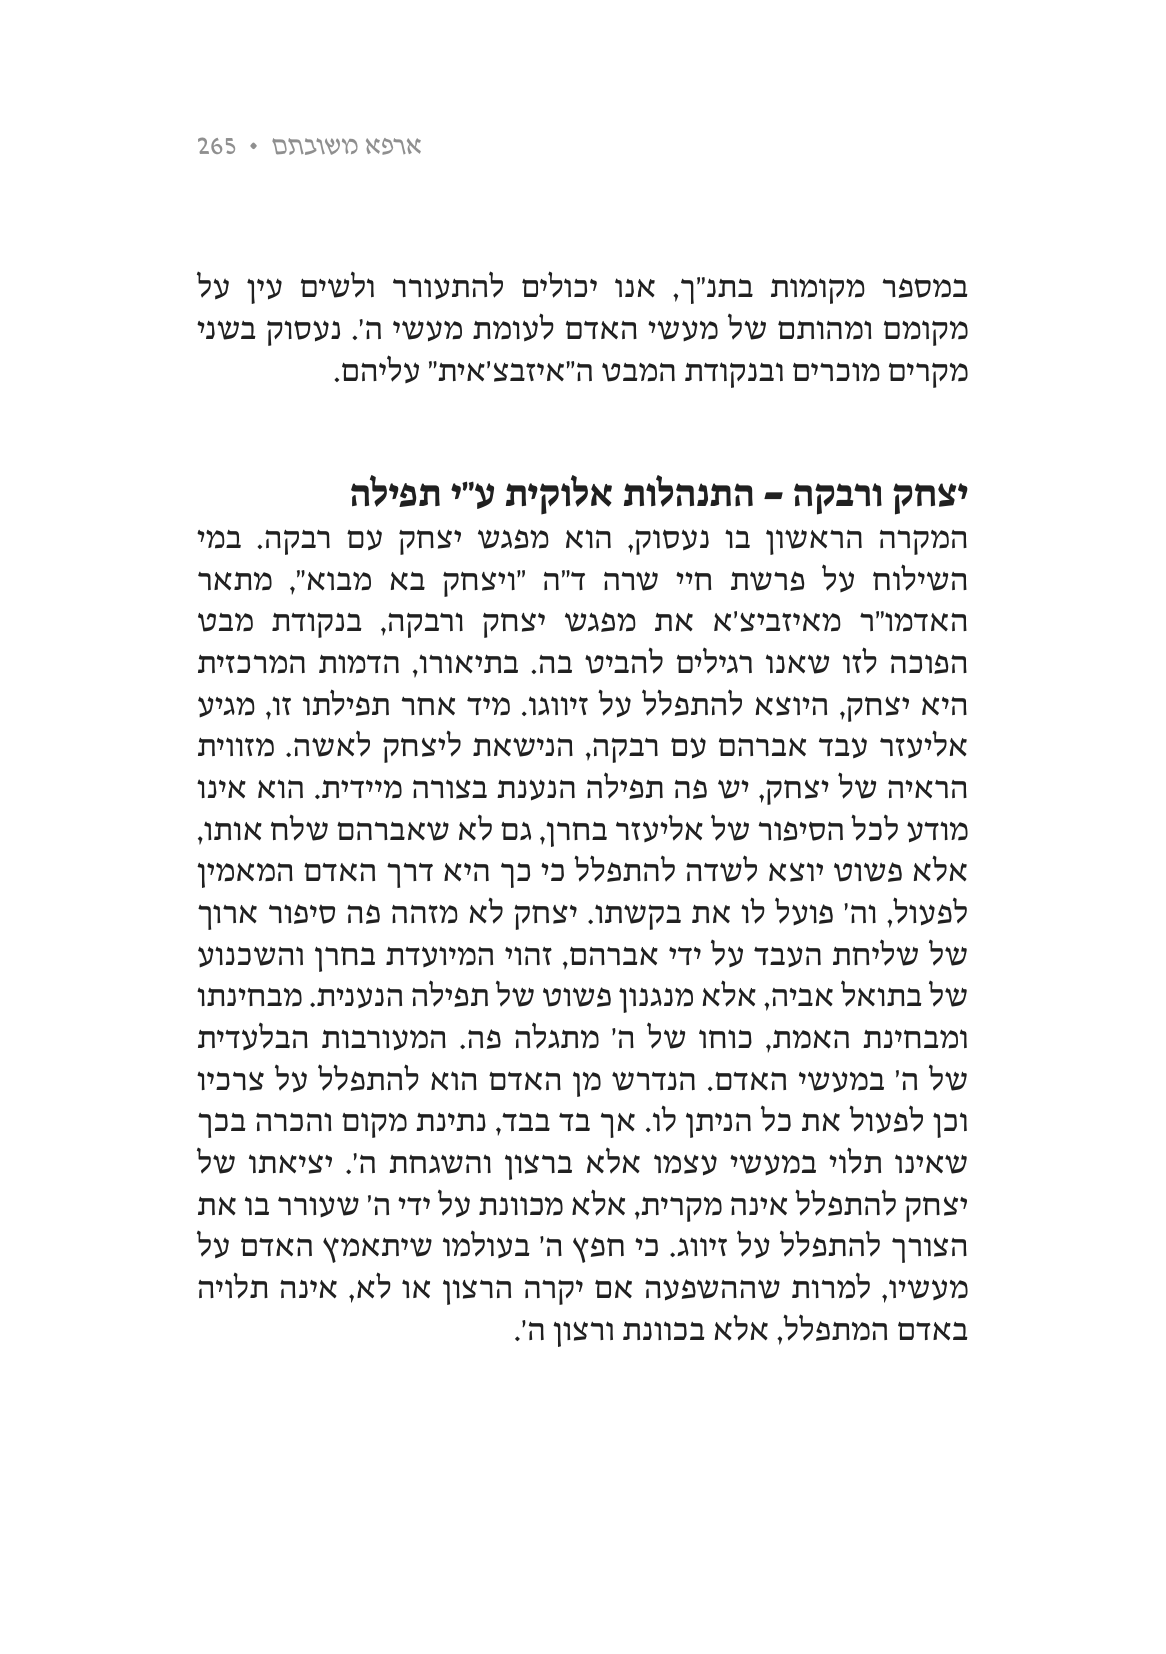 ארפא משובתם • 265
במספר מקומות בתנ"ך, אנו יכולים להתעורר ולשים עין על
מקומם ומהותם של מעשי האדם לעומת מעשי ה'. נעסוק בשני
מקרים מוכרים ובנקודת המבט ה"איזבצ'אית" עליהם.
יצחק ורבקה – התנהלות אלוקית ע"י תפילה
המקרה הראשון בו נעסוק, הוא מפגש יצחק עם רבקה. במי
השילוח על פרשת חיי שרה ד"ה "ויצחק בא מבוא", מתאר
האדמו"ר מאיזביצ'א את מפגש יצחק ורבקה, בנקודת מבט
הפוכה לזו שאנו רגילים להביט בה. בתיאורו, הדמות המרכזית
היא יצחק, היוצא להתפלל על זיווגו. מיד אחר תפילתו זו, מגיע
אליעזר עבד אברהם עם רבקה, הנישאת ליצחק לאשה. מזווית
הראיה של יצחק, יש פה תפילה הנענת בצורה מיידית. הוא אינו
מודע לכל הסיפור של אליעזר בחרן, גם לא שאברהם שלח אותו,
אלא פשוט יוצא לשדה להתפלל כי כך היא דרך האדם המאמין
לפעול, וה' פועל לו את בקשתו. יצחק לא מזהה פה סיפור ארוך
של שליחת העבד על ידי אברהם, זהוי המיועדת בחרן והשכנוע
של בתואל אביה, אלא מנגנון פשוט של תפילה הנענית. מבחינתו
ומבחינת האמת, כוחו של ה' מתגלה פה. המעורבות הבלעדית
של ה' במעשי האדם. הנדרש מן האדם הוא להתפלל על צרכיו
וכן לפעול את כל הניתן לו. אך בד בבד, נתינת מקום והכרה בכך
שאינו תלוי במעשי עצמו אלא ברצון והשגחת ה'. יציאתו של
יצחק להתפלל אינה מקרית, אלא מכוונת על ידי ה' שעורר בו את
הצורך להתפלל על זיווג. כי חפץ ה' בעולמו שיתאמץ האדם על
מעשיו, למרות שההשפעה אם יקרה הרצון או לא, אינה תלויה
באדם המתפלל, אלא בכוונת ורצון ה'.